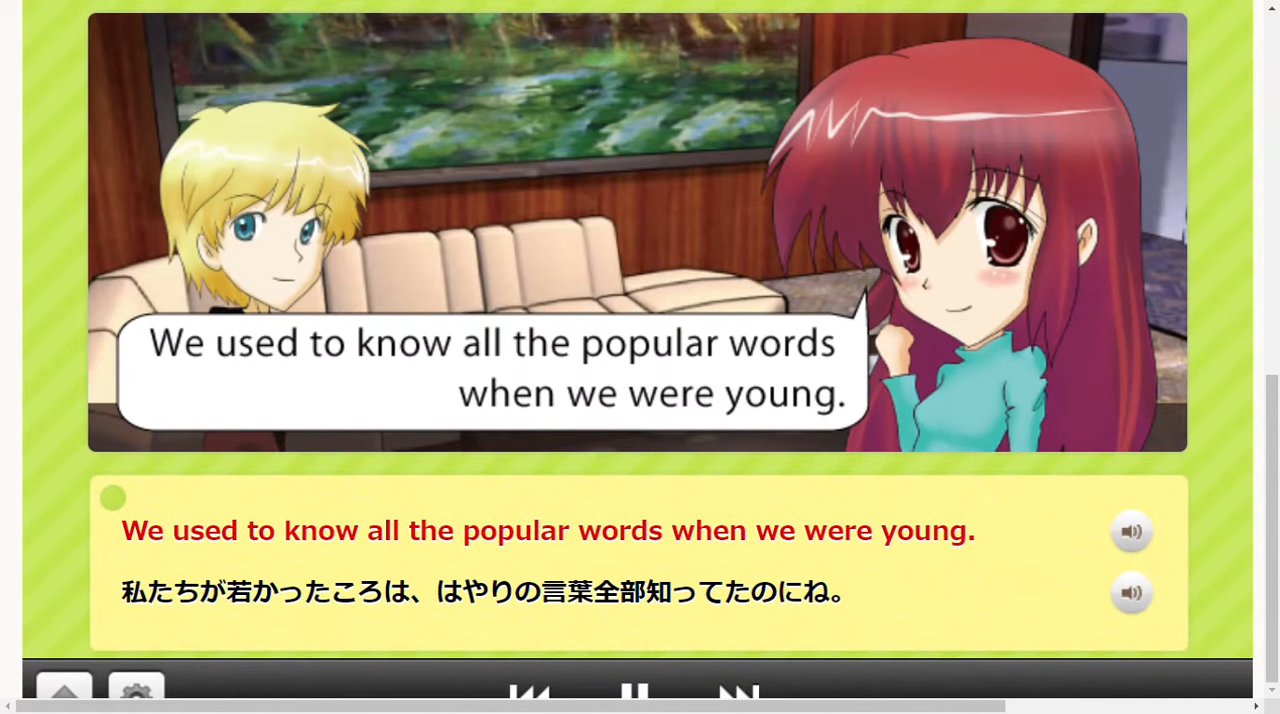 We used to know all the popular words
when we were young.
We used to know all the popular words when we were young.
私たちが若かったころは、はやりの言葉全部知ってたのにね。